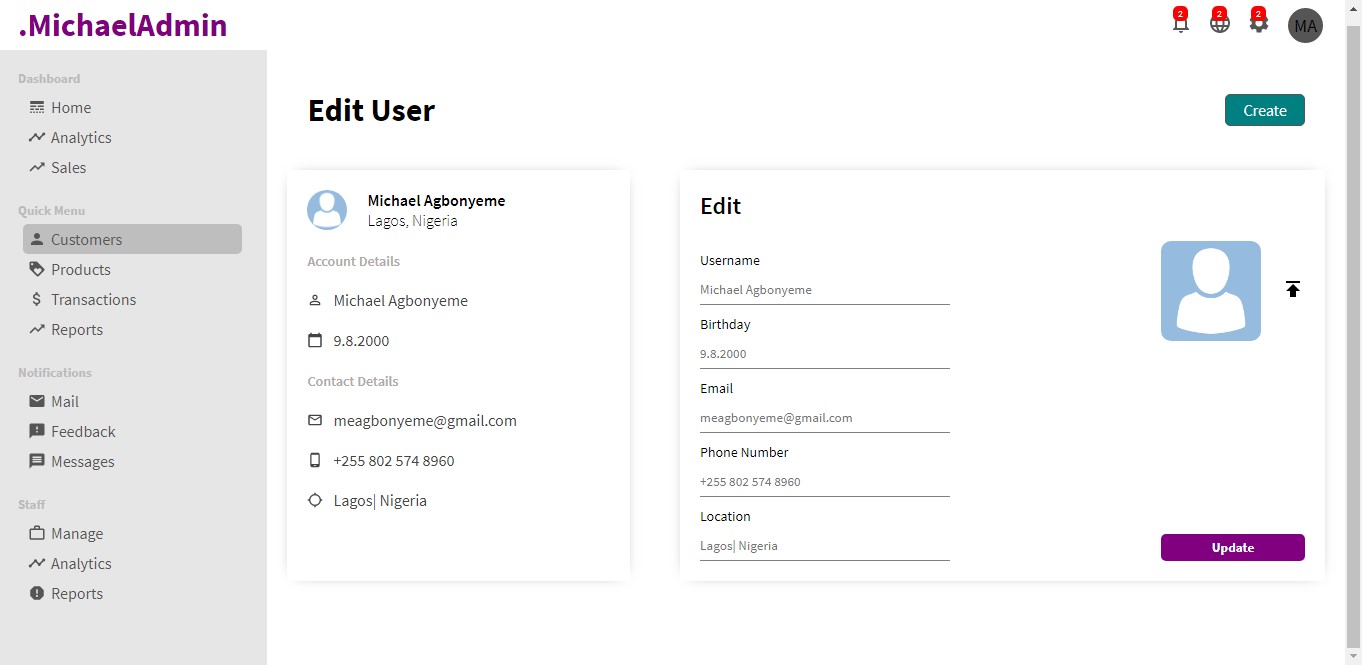 .MichaelAdmin
2
2
2
MA
Dashboard
Home
Analytics
Sales
Quick Menu
Customers
Products
Transactions
Reports
Notifications
Mail
Feedback
Messages
Staff
Manage
Analytics
Reports
Edit User
Create
Michael Agbonyeme
Lagos, Nigeria
Account Details
Michael Agbonyeme
9.8.2000
Contact Details
meagbonyeme@gmail.com
+255 802 574 8960
Lagos| Nigeria
Edit
Username
Michael Agbonyeme
Birthday
9.8.2000
Email
meagbonyeme@gmail.com
Phone Number
+255 802 574 8960
Location
Lagos| Nigeria
Update